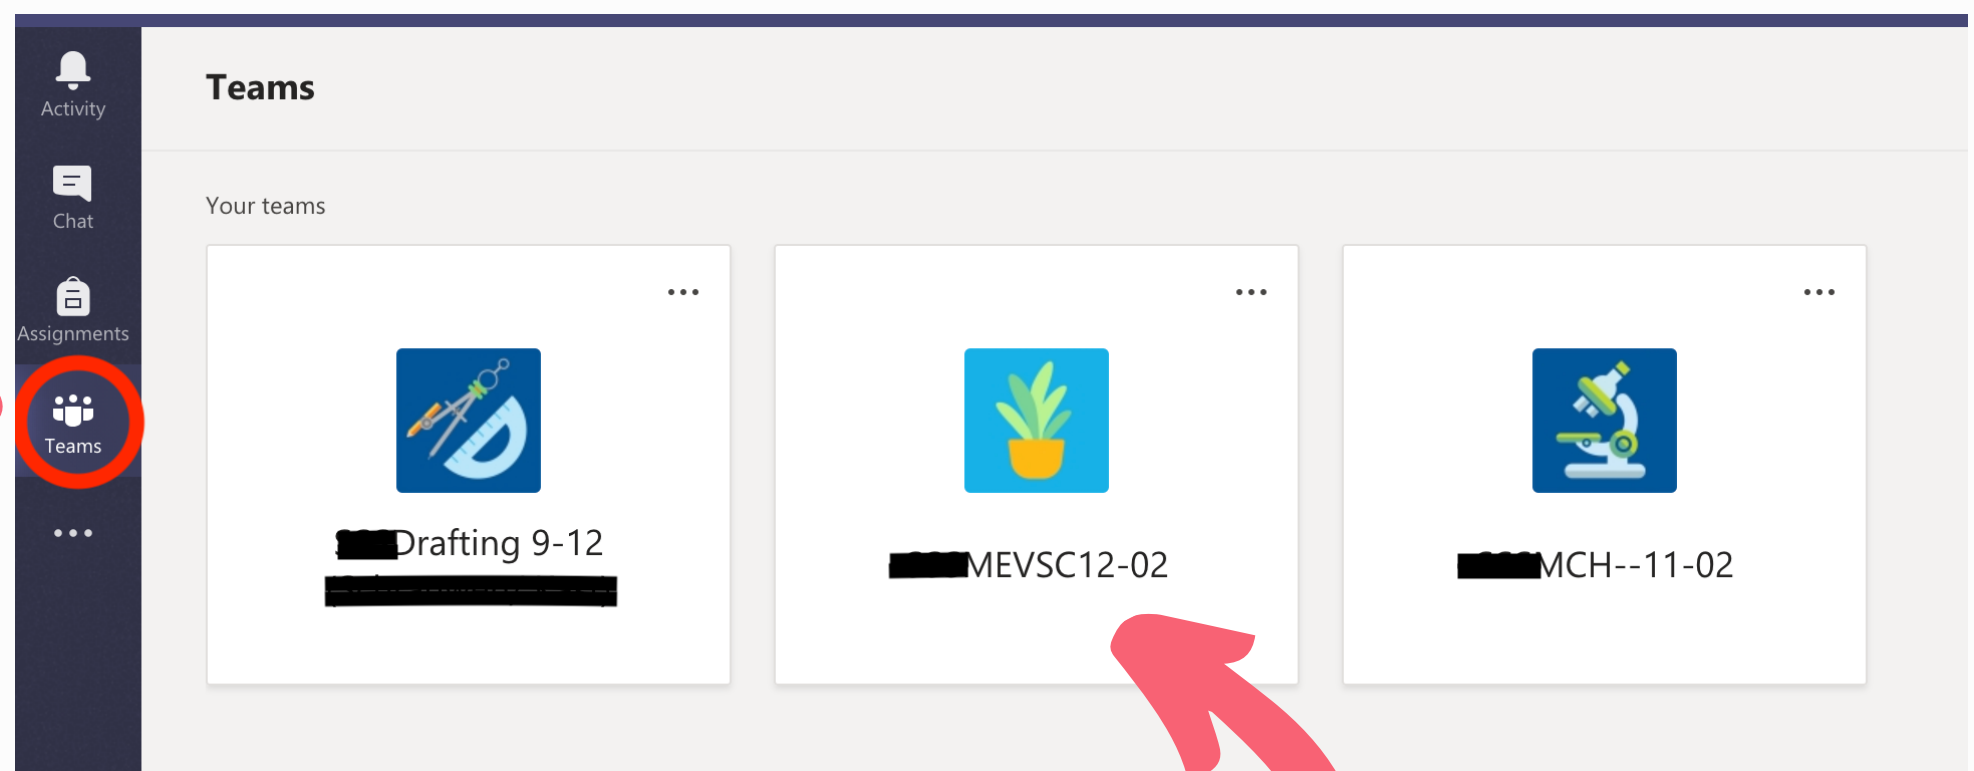 Activity
Teams
Chat
Your teams
Assignments
Teams
Drafting 9-12
MEVSC12-02
MCH--11-02